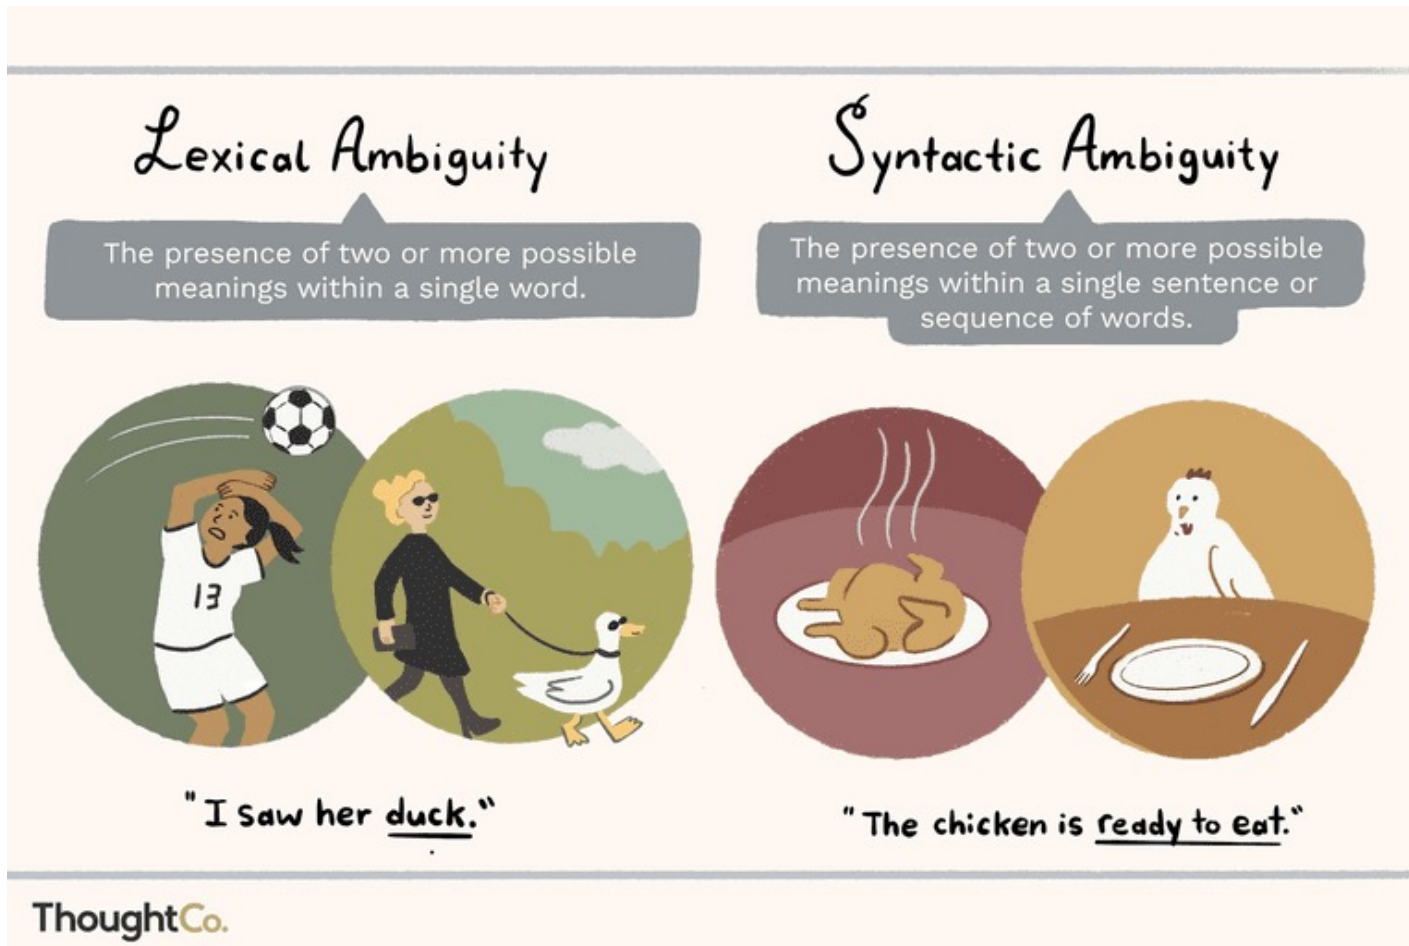 Lexical Ambiguity
The presence of two or more possible
meanings within a single word.
13
"I saw her duck."
Syntactic Ambiguity
The presence of two or more possible
meanings within a single sentence or
sequence of words.
"The chicken is ready to eat."
ThoughtCo.